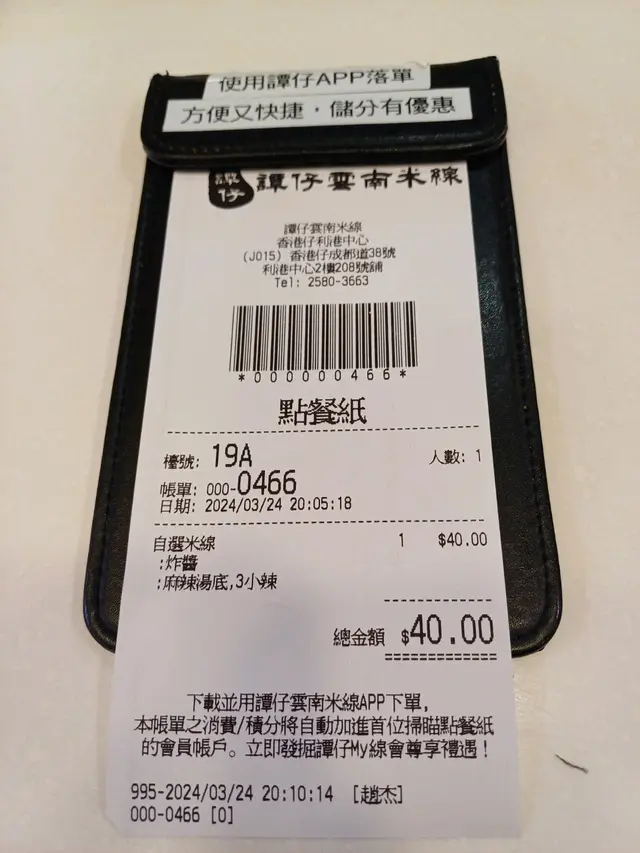 使用譚仔APP落單
方便又快捷，儲分有優惠
譚仔 譚仔雲南米線
譚仔雲南米線
香港仔利港中心
(J015) 香港仔成都道38號
利港中心2樓208號舖
Tel: 2580-3663
*000000466*
點餐紙
檯號: 19A 人數: 1
帳單: 000-0466
日期: 2024/03/24 20:05:18
自選米線 1 $40.00
:炸醬
:麻辣湯底,3小辣
總金額 $40.00
下載並用譚仔雲南米線APP下單,
本帳單之消費/積分將自動加進首位掃瞄點餐紙
的會員帳戶。立即發掘譚仔My線會尊享禮遇!
995-2024/03/24 20:10:14 [趙杰]
000-0466 [0]